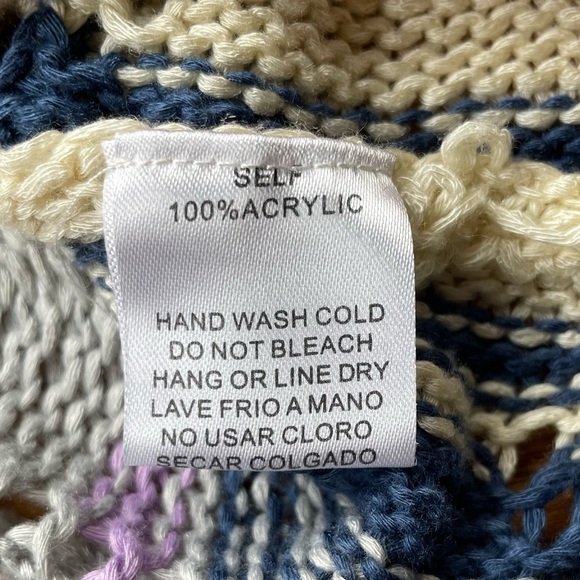 SELF
100%ACRYLIC
HAND WASH COLD
DO NOT BLEACH
HANG OR LINE DRY
LAVE FRIO A MANO
NO USAR CLORO
SECAR COLGADO